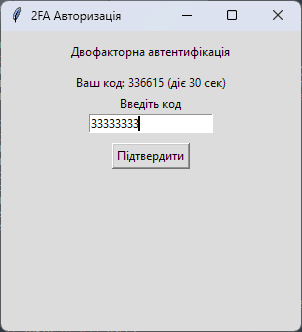 2FA Авторизація
Двофакторна автентифікація
Ваш код: 336615 (діє 30 сек)
Введіть код
33333333
Підтвердити